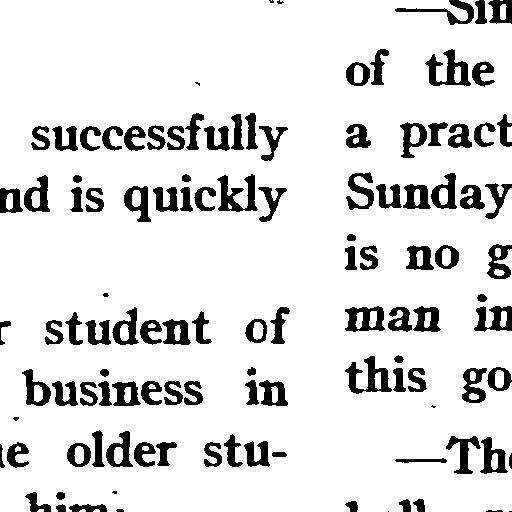 successfully
nd is quickly
r student of
business in
e older stu-
him;
—Sin
of the
a pract
Sunday
is no g
man in
this go
—The